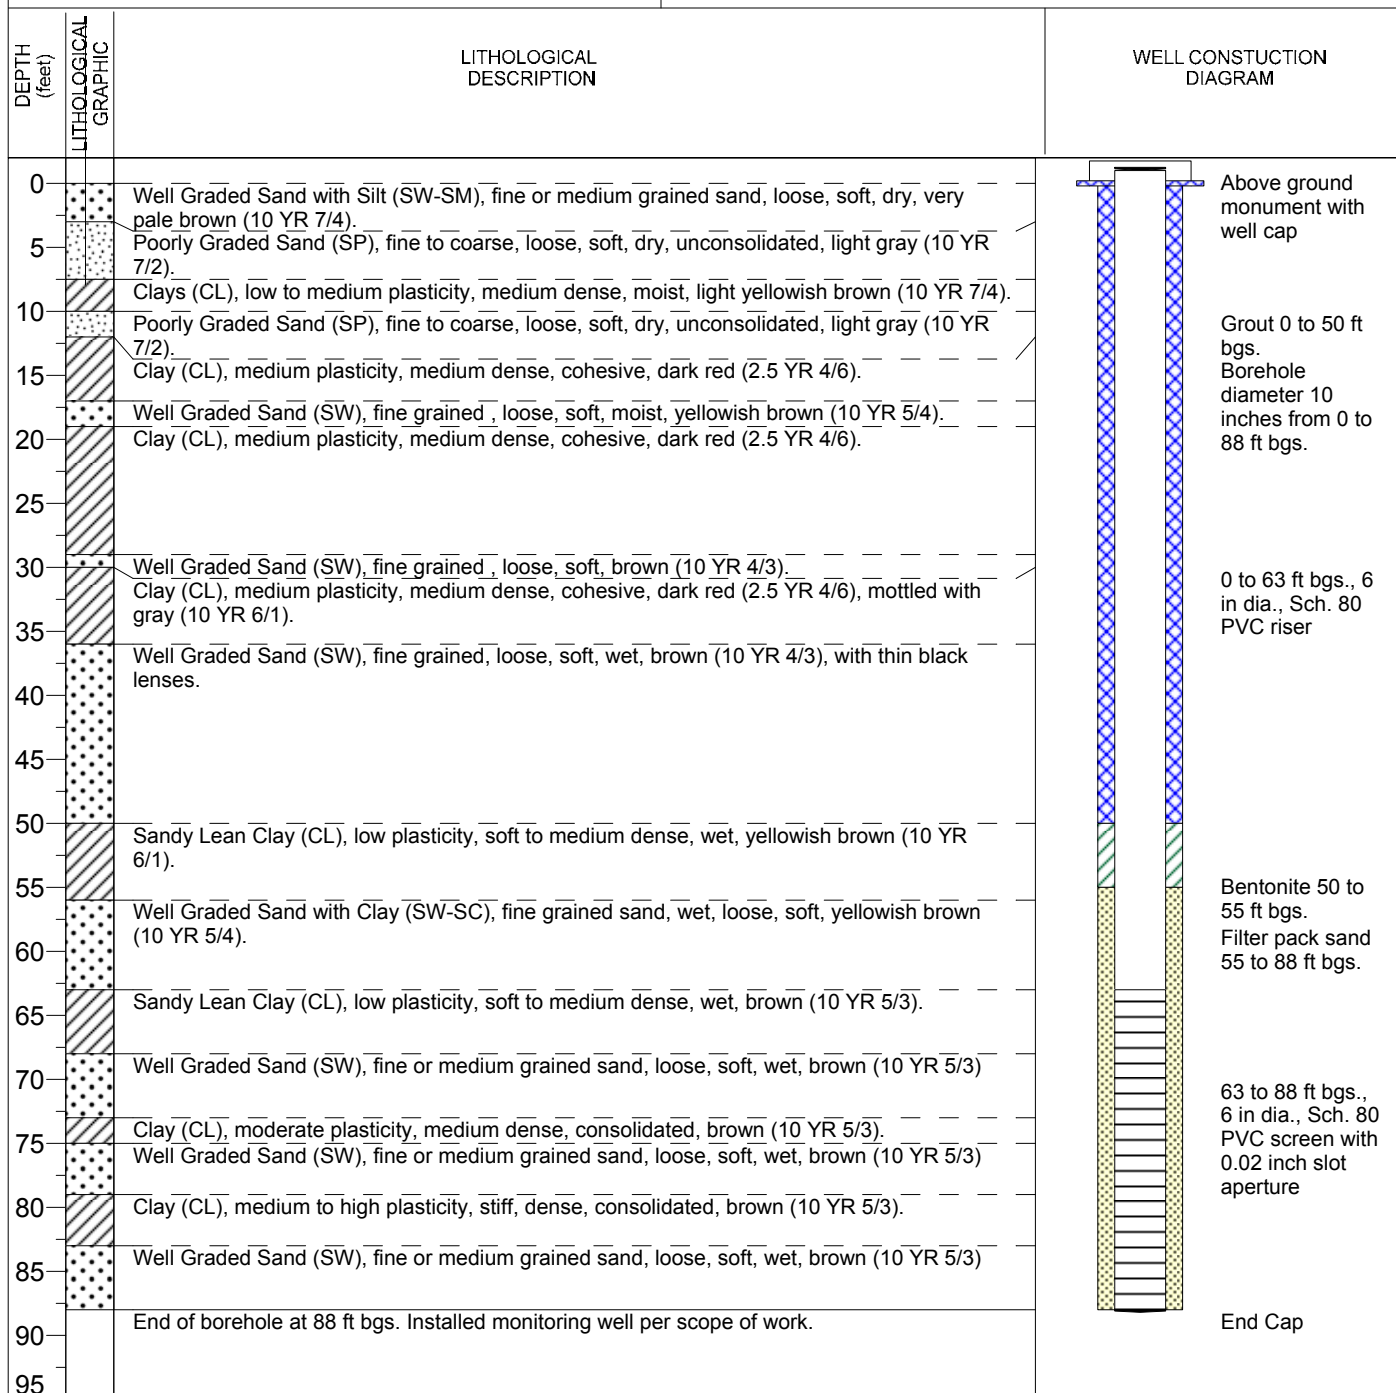 DEPTH
(feet)
LITHOLOGICAL
GRAPHIC
LITHOLOGICAL
DESCRIPTION
WELL CONSTUCTION
DIAGRAM
0
5
10
15
20
25
30
35
40
45
50
55
60
65
70
75
80
85
90
95
Well Graded Sand with Silt (SW-SM), fine or medium grained sand, loose, soft, dry, very
pale brown (10 YR 7/4).
Poorly Graded Sand (SP), fine to coarse, loose, soft, dry, unconsolidated, light gray (10 YR
7/2).
Clays (CL), low to medium plasticity, medium dense, moist, light yellowish brown (10 YR 7/4).
Poorly Graded Sand (SP), fine to coarse, loose, soft, dry, unconsolidated, light gray (10 YR
7/2).
Clay (CL), medium plasticity, medium dense, cohesive, dark red (2.5 YR 4/6).
Well Graded Sand (SW), fine grained , loose, soft, moist, yellowish brown (10 YR 5/4).
Clay (CL), medium plasticity, medium dense, cohesive, dark red (2.5 YR 4/6).
Well Graded Sand (SW), fine grained , loose, soft, brown (10 YR 4/3).
Clay (CL), medium plasticity, medium dense, cohesive, dark red (2.5 YR 4/6), mottled with
gray (10 YR 6/1).
Well Graded Sand (SW), fine grained, loose, soft, wet, brown (10 YR 4/3), with thin black
lenses.
Sandy Lean Clay (CL), low plasticity, soft to medium dense, wet, yellowish brown (10 YR
6/1).
Well Graded Sand with Clay (SW-SC), fine grained sand, wet, loose, soft, yellowish brown
(10 YR 5/4).
Sandy Lean Clay (CL), low plasticity, soft to medium dense, wet, brown (10 YR 5/3).
Well Graded Sand (SW), fine or medium grained sand, loose, soft, wet, brown (10 YR 5/3)
Clay (CL), moderate plasticity, medium dense, consolidated, brown (10 YR 5/3).
Well Graded Sand (SW), fine or medium grained sand, loose, soft, wet, brown (10 YR 5/3)
Clay (CL), medium to high plasticity, stiff, dense, consolidated, brown (10 YR 5/3).
Well Graded Sand (SW), fine or medium grained sand, loose, soft, wet, brown (10 YR 5/3)
End of borehole at 88 ft bgs. Installed monitoring well per scope of work.
Above ground
monument with
well cap
Grout 0 to 50 ft
bgs.
Borehole
diameter 10
inches from 0 to
88 ft bgs.
0 to 63 ft bgs., 6
in dia., Sch. 80
PVC riser
Bentonite 50 to
55 ft bgs.
Filter pack sand
55 to 88 ft bgs.
63 to 88 ft bgs.,
6 in dia., Sch. 80
PVC screen with
0.02 inch slot
aperture
End Cap